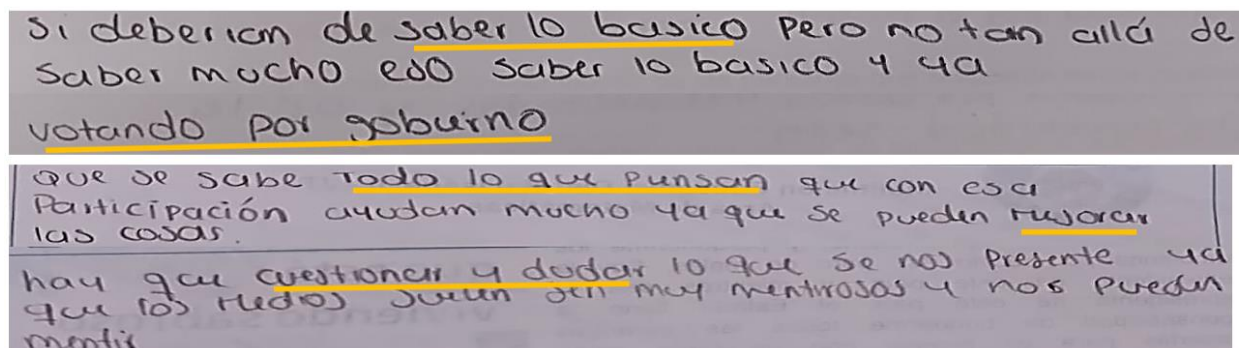 Si deberian de saber lo basico pero no tan allá de
saber mucho eso saber lo basico y ya
votando por gobuirno
Que se sabe Todo lo que punsan que con esa
Participación ayudan mucho ya que se pueden mejorar
las cosas.
hay que cuestionar y dudar lo que se nos Presente ya
que los medios suelen ser muy mentirosos y nos pueden
mentir